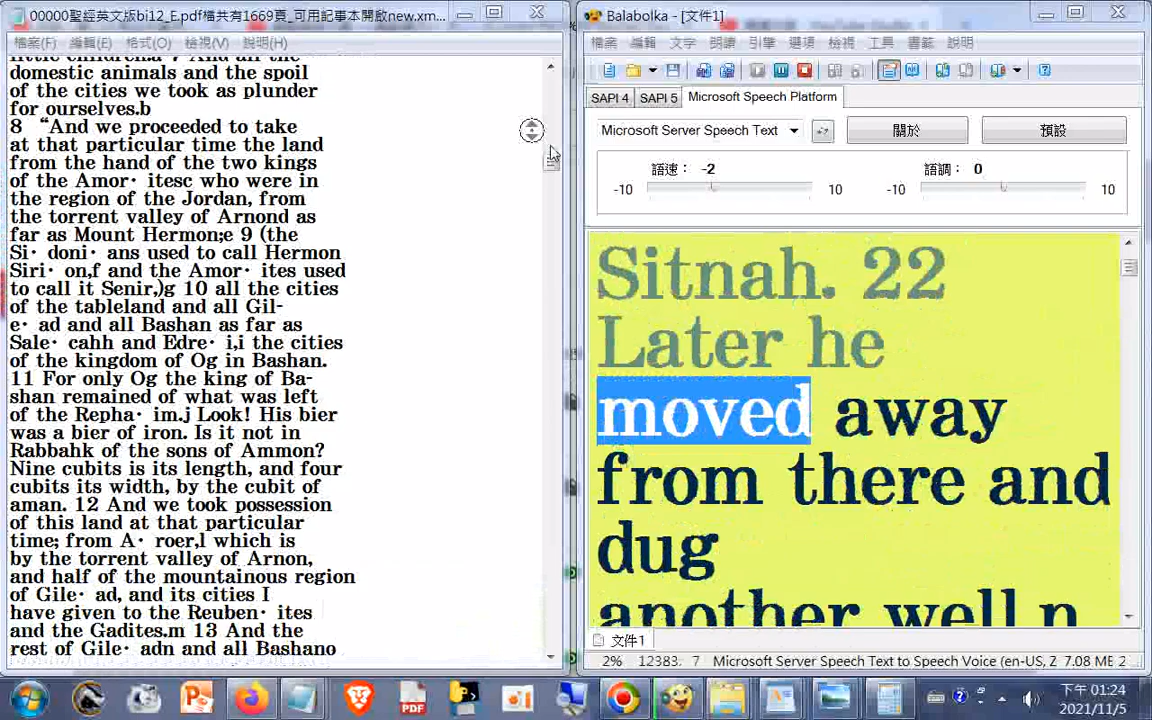 00000聖經英文版bi12_E.pdf檔共有1669頁_可用記事本開啟new.xm...
檔案(F) 編輯(E) 格式(O) 檢視(V) 說明(H)
little children.a 7 And all the
domestic animals and the spoil
of the cities we took as plunder
for ourselves.b
8 “And we proceeded to take
at that particular time the land
from the hand of the two kings
of the Amor· itesc who were in
the region of the Jordan, from
the torrent valley of Arnond as
far as Mount Hermon;e 9 (the
Si· doni· ans used to call Hermon
Siri· on,f and the Amor· ites used
to call it Senir,)g 10 all the cities
of the tableland and all Gil-
e· ad and all Bashan as far as
Sale· cahh and Edre· i,i the cities
of the kingdom of Og in Bashan.
11 For only Og the king of Ba-
shan remained of what was left
of the Repha· im.j Look! His bier
was a bier of iron. Is it not in
Rabbahk of the sons of Ammon?
Nine cubits is its length, and four
cubits its width, by the cubit of
aman. 12 And we took possession
of this land at that particular
time; from A· roer,l which is
by the torrent valley of Arnon,
and half of the mountainous region
of Gile· ad, and its cities I
have given to the Reuben· ites
and the Gadites.m 13 And the
rest of Gile· adn and all Bashano
Balabolka - [文件1]
檔案 編輯 文字 朗讀 引擎 選項 檢視 工具 書籤 說明
SAPI 4 SAPI 5 Microsoft Speech Platform
Microsoft Server Speech Text 關於 預設
語速： -2 語調： 0
-10 10 -10 10
Sitnah. 22
Later he
moved away
from there and
dug
another well n
文件1
2% 12383. 7 Microsoft Server Speech Text to Speech Voice (en-US, Z 7.08 MB 2
下午 01:24
2021/11/5